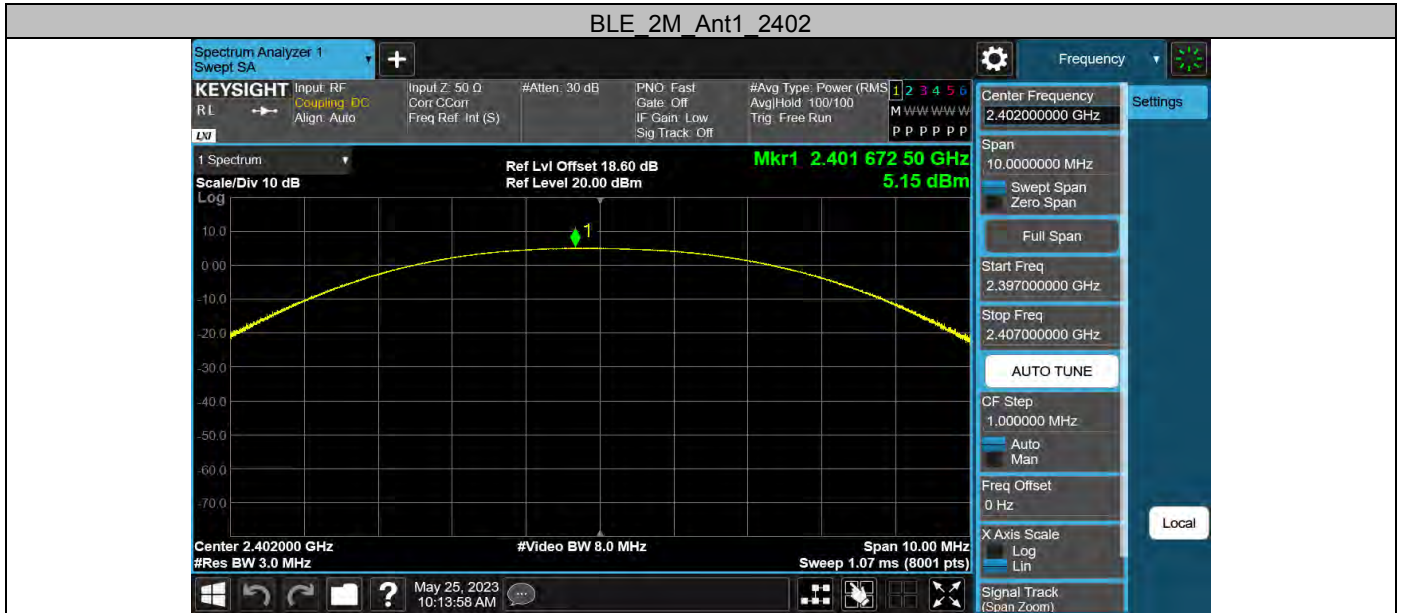 BLE_2M_Ant1_2402
Spectrum Analyzer 1
Swept SA
+
Frequency
KEYSIGHT
RL
LXI
Input: RF
Coupling: DC
Align: Auto
Input Z: 50 Ω
Corr CCorr
Freq Ref: Int (S)
#Atten: 30 dB
PNO: Fast
Gate: Off
IF Gain: Low
Sig Track: Off
#Avg Type: Power (RMS
Avg|Hold: 100/100
Trig: Free Run
1 2 3 4 5 6
M W W W W W
P P P P P P
Center Frequency
2.402000000 GHz
Settings
Span
10.0000000 MHz
Swept Span
Zero Span
Full Span
Start Freq
2.397000000 GHz
Stop Freq
2.407000000 GHz
AUTO TUNE
CF Step
1.000000 MHz
Auto
Man
Freq Offset
0 Hz
X Axis Scale
Log
Lin
Signal Track
(Span Zoom)
Local
1 Spectrum
Scale/Div 10 dB
Log
Ref Lvl Offset 18.60 dB
Ref Level 20.00 dBm
Mkr1 2.401 672 50 GHz
5.15 dBm
1
10.0
0.00
-10.0
-20.0
-30.0
-40.0
-50.0
-60.0
-70.0
Center 2.402000 GHz
#Res BW 3.0 MHz
#Video BW 8.0 MHz
Span 10.00 MHz
Sweep 1.07 ms (8001 pts)
?
May 25, 2023
10:13:58 AM